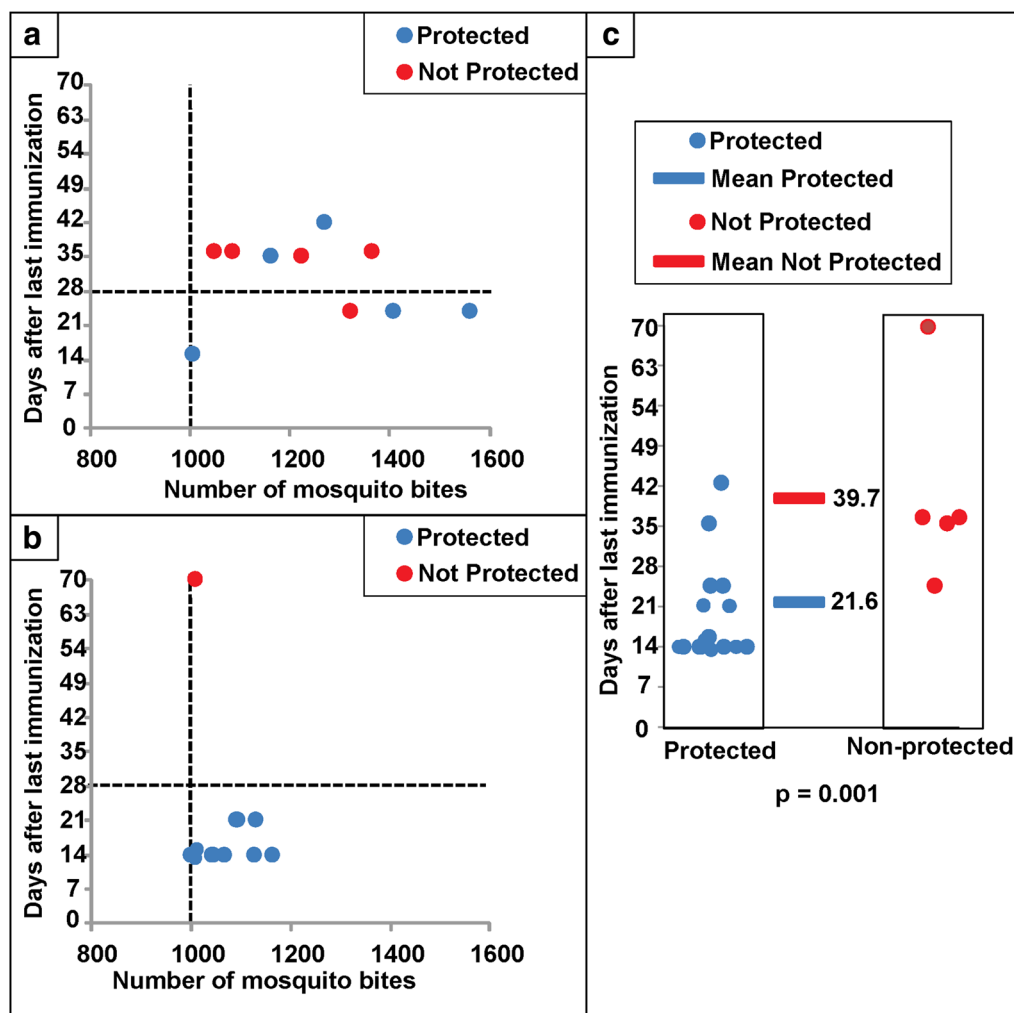 a
Protected
Not Protected
Days after last immunization
70
63
54
49
42
35
28
21
14
7
0
800 1000 1200 1400 1600
Number of mosquito bites
b
Protected
Not Protected
Days after last immunization
70
63
54
49
42
35
28
21
14
7
0
800 1000 1200 1400 1600
Number of mosquito bites
c
Protected
Mean Protected
Not Protected
Mean Not Protected
Days after last immunization
70
63
54
49
42
35
28
21
14
7
0
39.7
21.6
Protected Non-protected
p = 0.001